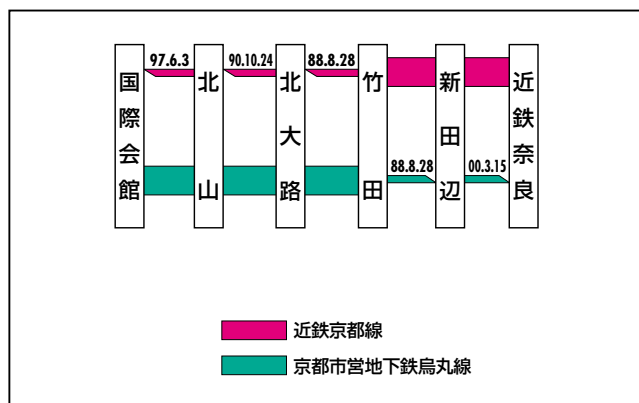 97.6.3
90.10.24
88.8.28
国際会館
北山
北大路
竹田
新田辺
近鉄奈良
88.8.28
00.3.15
近鉄京都線
京都市営地下鉄烏丸線